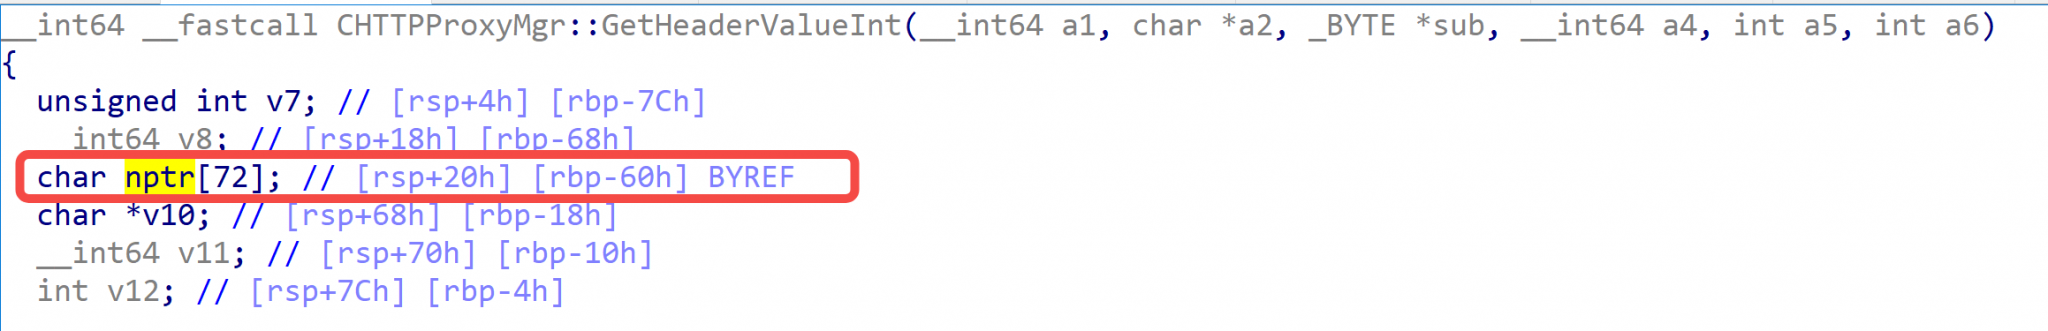 __int64 __fastcall CHTTPProxyMgr::GetHeaderValueInt(__int64 a1, char *a2, _BYTE *sub, __int64 a4, int a5, int a6)
{
unsigned int v7; // [rsp+4h] [rbp-7Ch]
__int64 v8; // [rsp+18h] [rbp-68h]
char nptr[72]; // [rsp+20h] [rbp-60h] BYREF
char *v10; // [rsp+68h] [rbp-18h]
__int64 v11; // [rsp+70h] [rbp-10h]
int v12; // [rsp+7Ch] [rbp-4h]